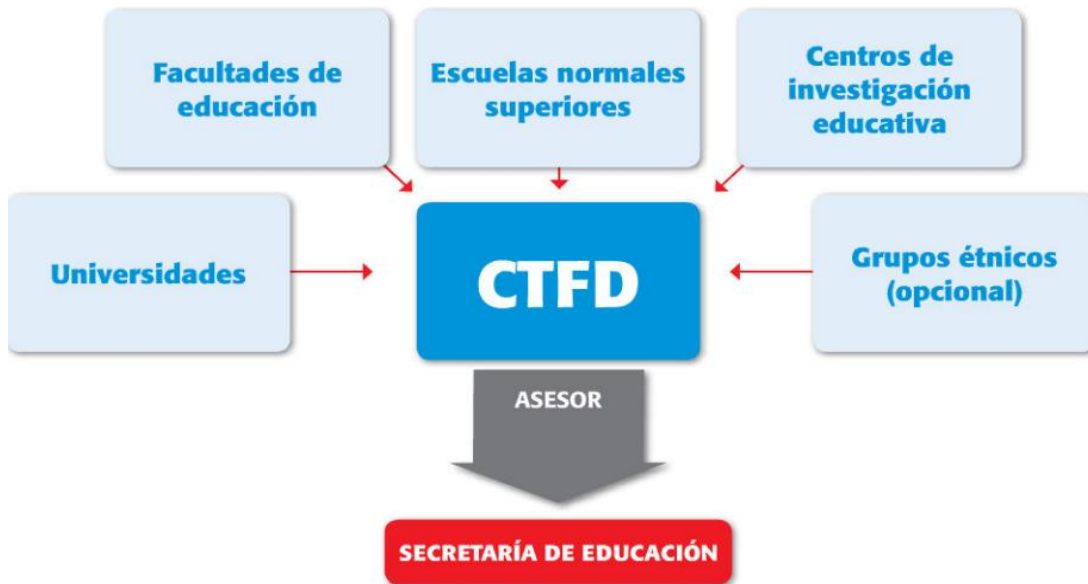 Facultades de
educación
Escuelas normales
superiores
Centros de
investigación
educativa
Universidades
CTFD
Grupos étnicos
(opcional)
ASESOR
SECRETARÍA DE EDUCACIÓN